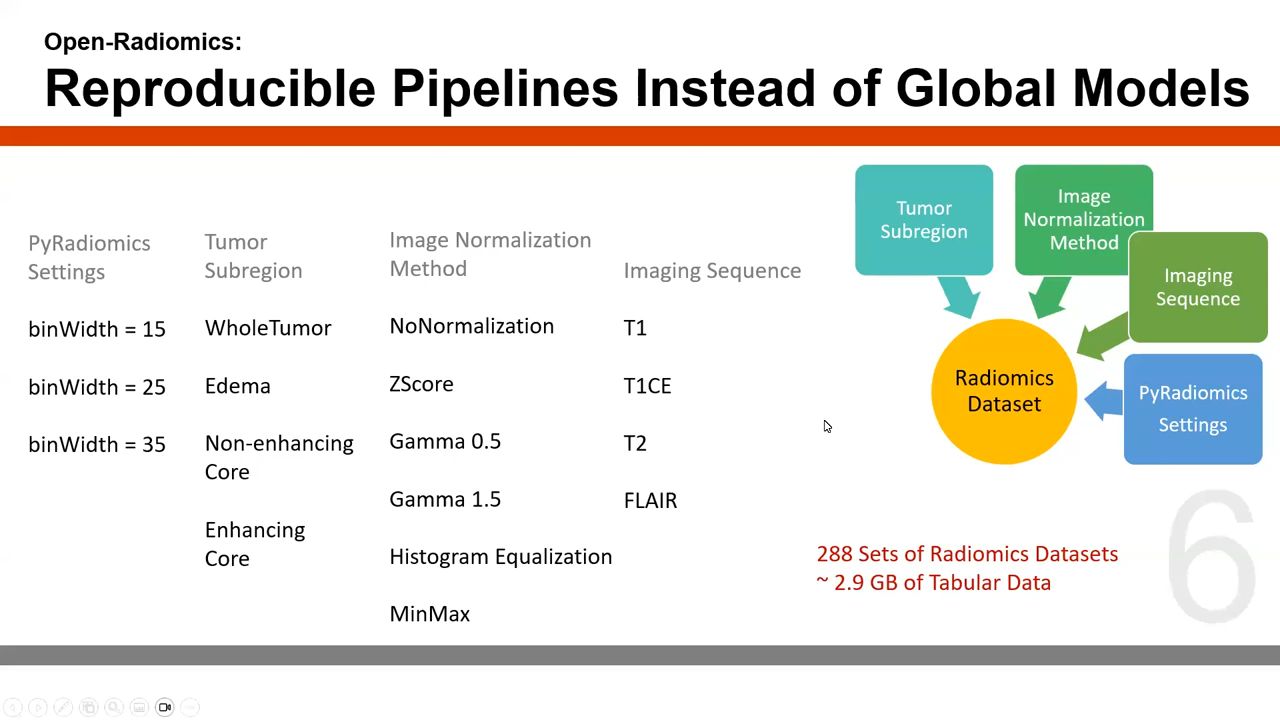 Open-Radiomics:
Reproducible Pipelines Instead of Global Models
PyRadiomics
Settings
binWidth = 15
binWidth = 25
binWidth = 35
Tumor
Subregion
WholeTumor
Edema
Non-enhancing
Core
Enhancing
Core
Image Normalization
Method
NoNormalization
ZScore
Gamma 0.5
Gamma 1.5
Histogram Equalization
MinMax
Imaging Sequence
T1
T1CE
T2
FLAIR
Tumor
Subregion
Image
Normalization
Method
Imaging
Sequence
PyRadiomics
Settings
Radiomics
Dataset
288 Sets of Radiomics Datasets
~ 2.9 GB of Tabular Data
6